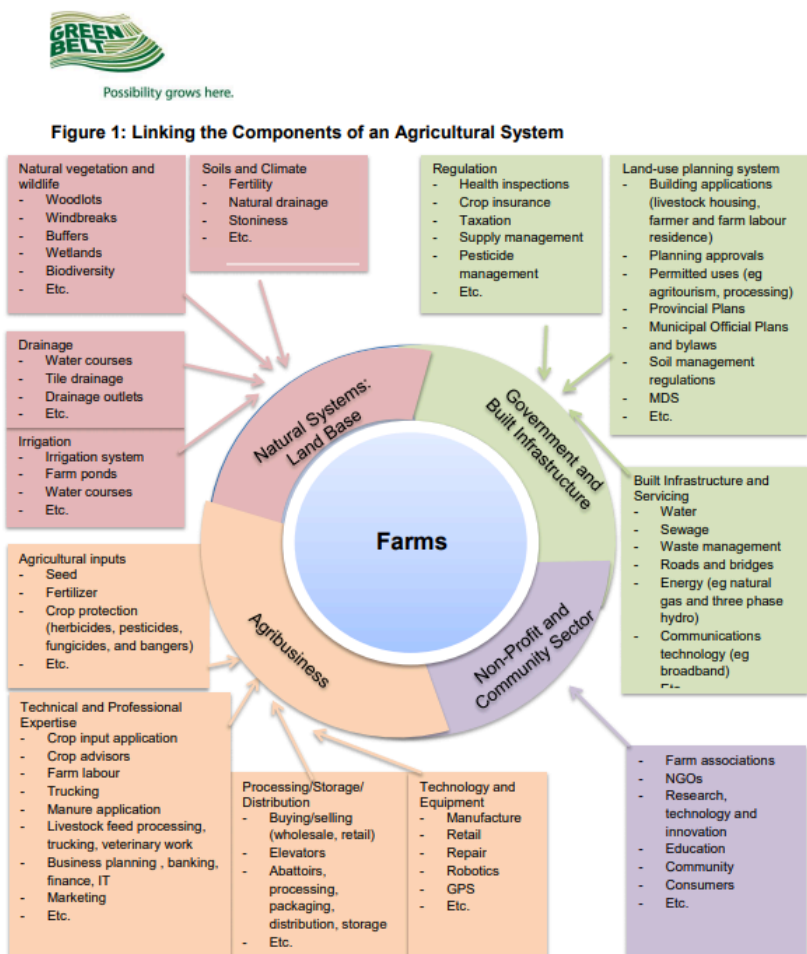 GREEN
BELT
Possibility grows here.
Figure 1: Linking the Components of an Agricultural System
Natural vegetation and
wildlife
- Woodlots
- Windbreaks
- Buffers
- Wetlands
- Biodiversity
- Etc.
Soils and Climate
- Fertility
- Natural drainage
- Stoniness
- Etc.
Regulation
- Health inspections
- Crop insurance
- Taxation
- Supply management
- Pesticide
management
- Etc.
Land-use planning system
- Building applications
(livestock housing,
farmer and farm labour
residence)
- Planning approvals
- Permitted uses (eg
agritourism, processing)
- Provincial Plans
- Municipal Official Plans
and bylaws
- Soil management
regulations
- MDS
- Etc.
Drainage
- Water courses
- Tile drainage
- Drainage outlets
- Etc.
Irrigation
- Irrigation system
- Farm ponds
- Water courses
- Etc.
Natural Systems:
Land Base
Government and
Built Infrastructure
Farms
Agribusiness
Non-Profit and
Community Sector
Built Infrastructure and
Servicing
- Water
- Sewage
- Waste management
- Roads and bridges
- Energy (eg natural
gas and three phase
hydro)
- Communications
technology (eg
broadband)
- Etc.
Agricultural inputs
- Seed
- Fertilizer
- Crop protection
(herbicides, pesticides,
fungicides, and bangers)
- Etc.
Technical and Professional
Expertise
- Crop input application
- Crop advisors
- Farm labour
- Trucking
- Manure application
- Livestock feed processing,
trucking, veterinary work
- Business planning , banking,
finance, IT
- Marketing
- Etc.
Processing/Storage/
Distribution
- Buying/selling
(wholesale, retail)
- Elevators
- Abattoirs,
processing,
packaging,
distribution, storage
- Etc.
Technology and
Equipment
- Manufacture
- Retail
- Repair
- Robotics
- GPS
- Etc.
- Farm associations
- NGOs
- Research,
technology and
innovation
- Education
- Community
- Consumers
- Etc.